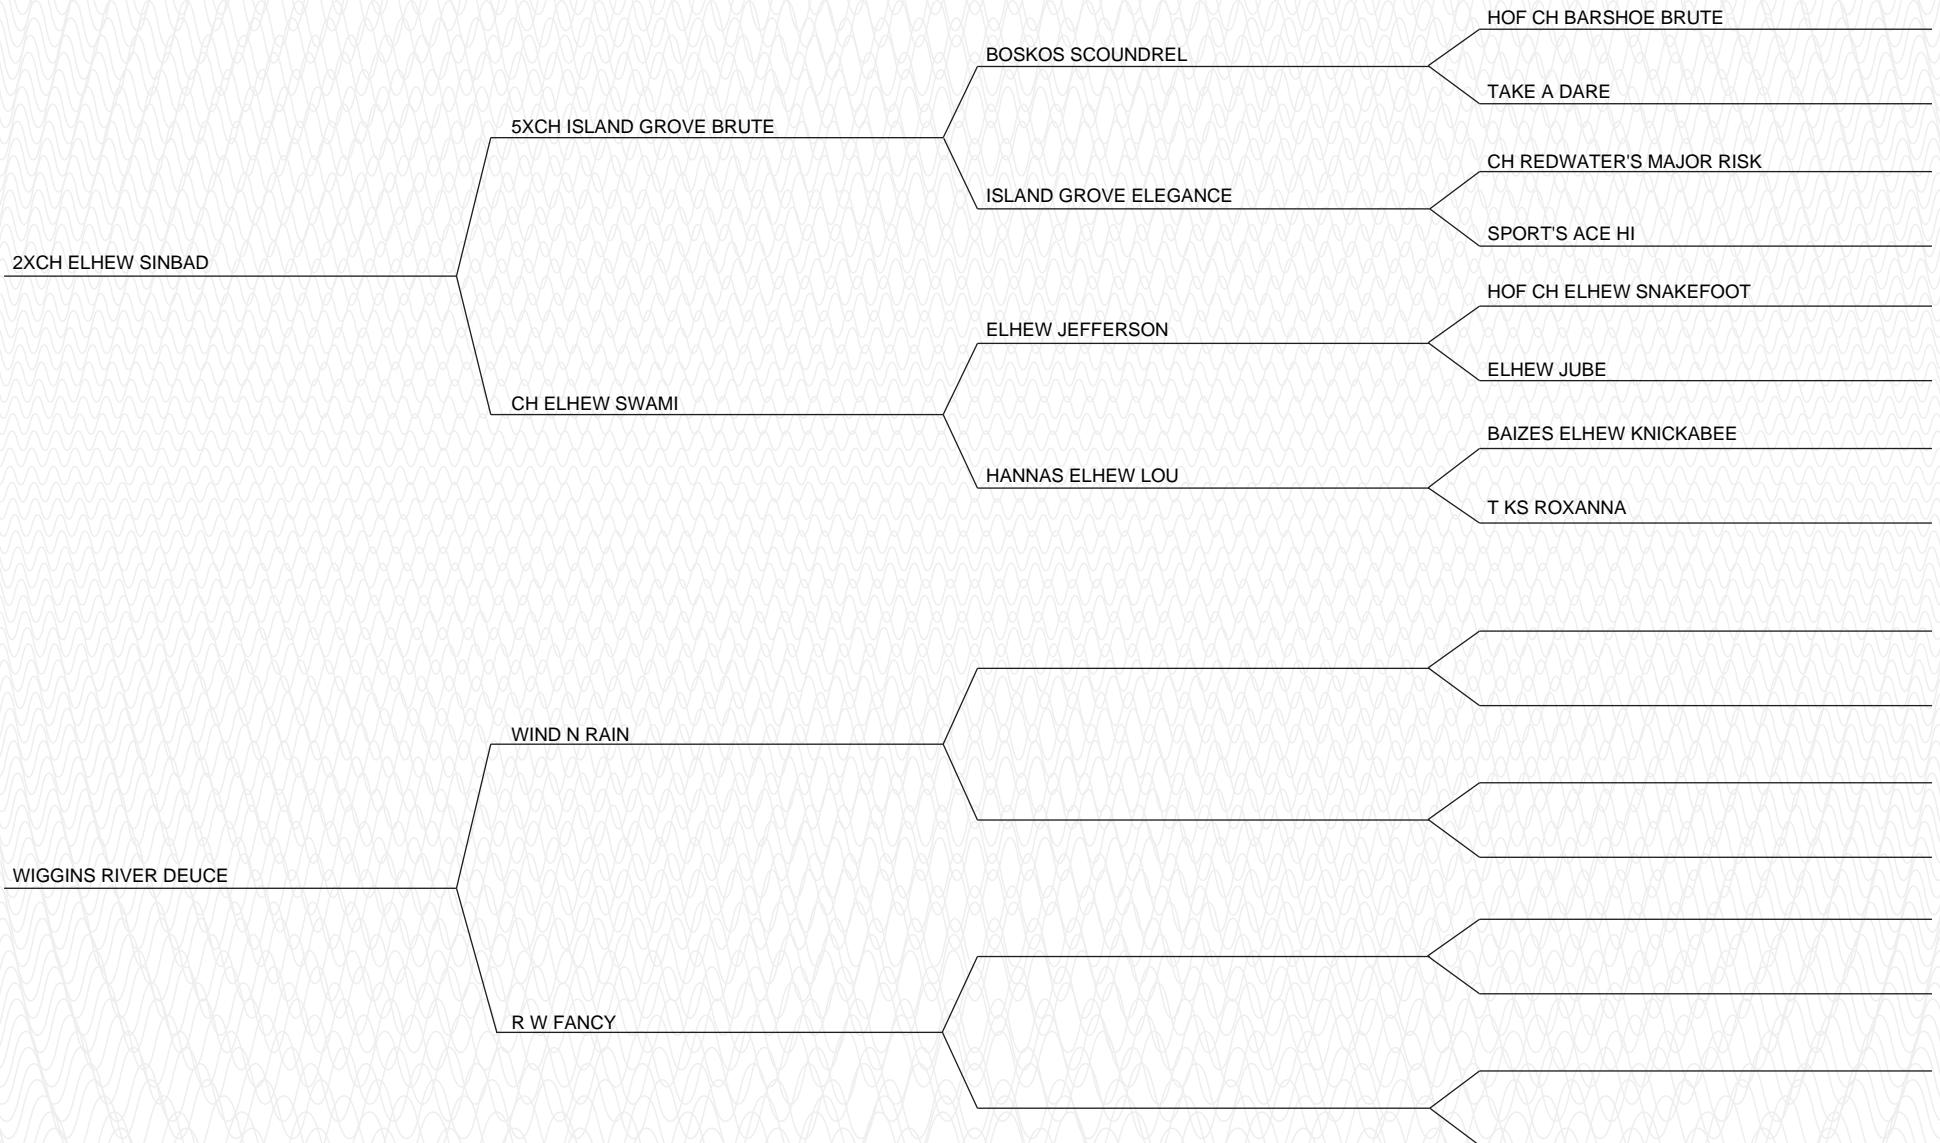 HOF CH BARSHOE BRUTE
BOSKOS SCOUNDREL
TAKE A DARE
5XCH ISLAND GROVE BRUTE
CH REDWATER'S MAJOR RISK
ISLAND GROVE ELEGANCE
SPORT'S ACE HI
2XCH ELHEW SINBAD
HOF CH ELHEW SNAKEFOOT
ELHEW JEFFERSON
ELHEW JUBE
CH ELHEW SWAMI
BAIZES ELHEW KNICKABEE
HANNAS ELHEW LOU
T KS ROXANNA
WIND N RAIN
WIGGINS RIVER DEUCE
R W FANCY